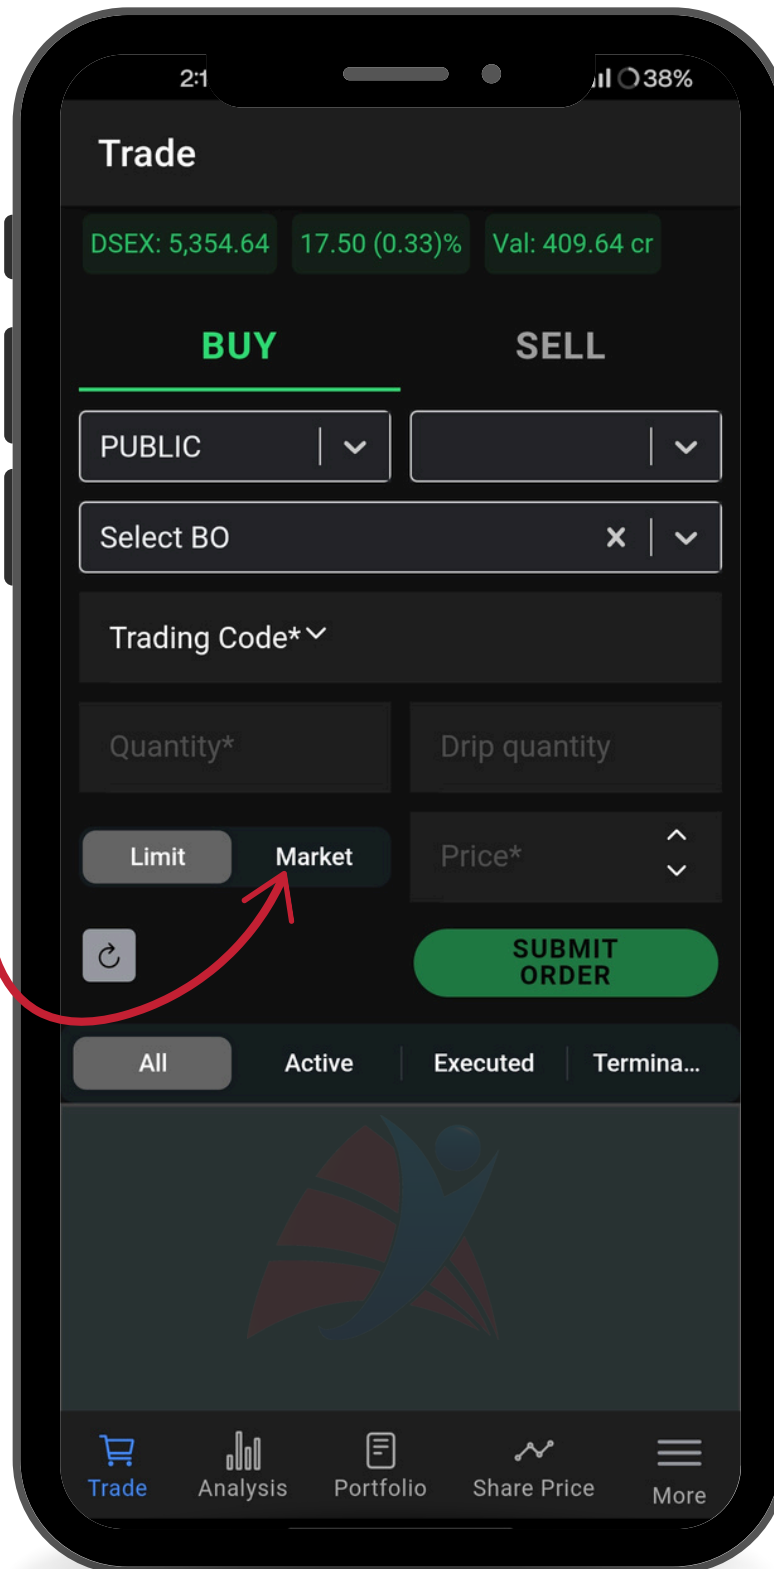 2:1
38%
Trade
DSEX: 5,354.64 17.50 (0.33)% Val: 409.64 cr
BUY SELL
PUBLIC
Select BO
Trading Code*
Quantity* Drip quantity
Limit Market Price*
SUBMIT
ORDER
All Active Executed Termina...
Trade Analysis Portfolio Share Price More